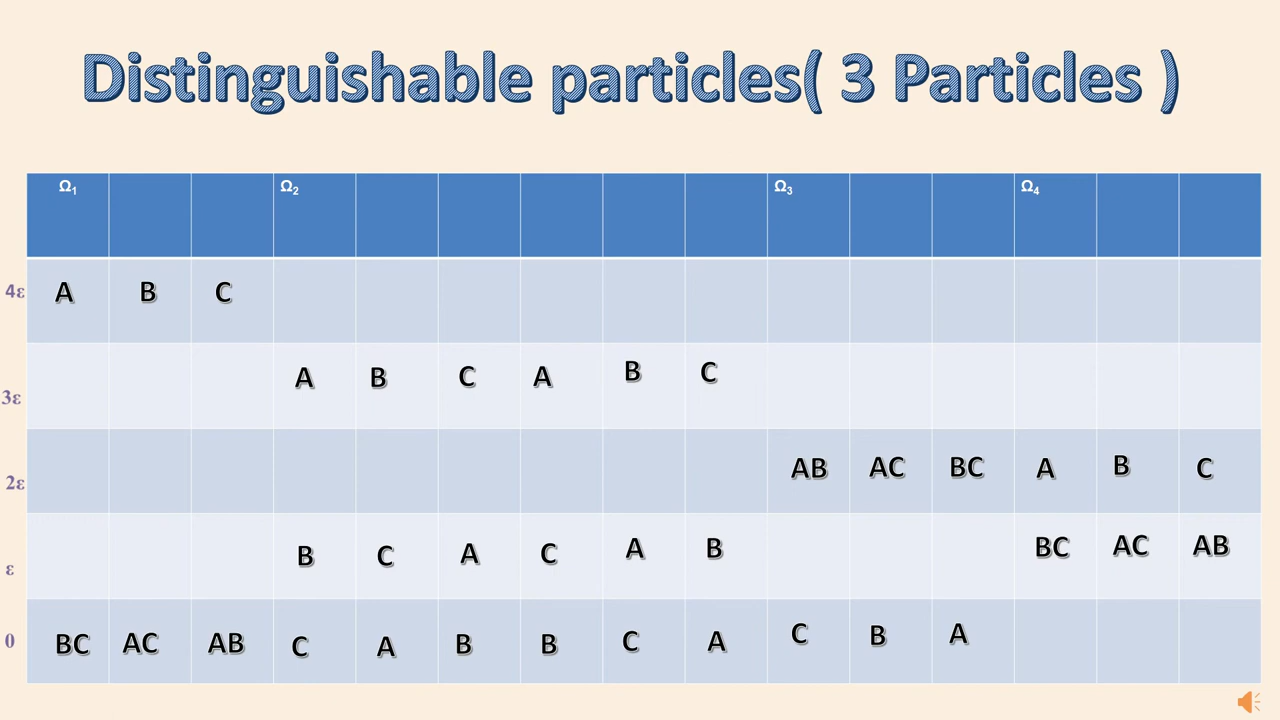 Distinguishable particles( 3 Particles )
Ω₁ Ω₂ Ω₃ Ω₄
4ε A B C
3ε A B C A B C
2ε AB AC BC A B C
ε B C A C A B BC AC AB
0 BC AC AB C A B B C A C B A